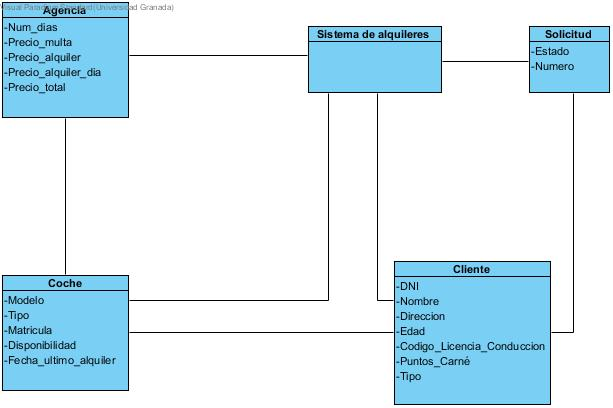 Agencia
-Num_dias
-Precio_multa
-Precio_alquiler
-Precio_alquiler_dia
-Precio_total
Sistema de alquileres
Solicitud
-Estado
-Numero
Coche
-Modelo
-Tipo
-Matricula
-Disponibilidad
-Fecha_ultimo_alquiler
Cliente
-DNI
-Nombre
-Direccion
-Edad
-Codigo_Licencia_Conduccion
-Puntos_Carné
-Tipo